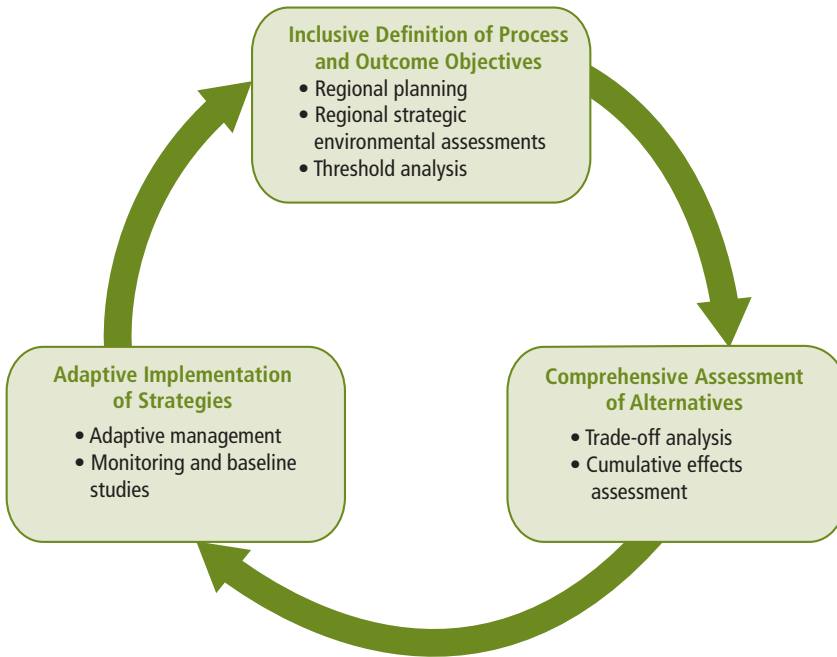 Inclusive Definition of Process
and Outcome Objectives
• Regional planning
• Regional strategic
environmental assessments
• Threshold analysis
Adaptive Implementation
of Strategies
• Adaptive management
• Monitoring and baseline
studies
Comprehensive Assessment
of Alternatives
• Trade-off analysis
• Cumulative effects
assessment